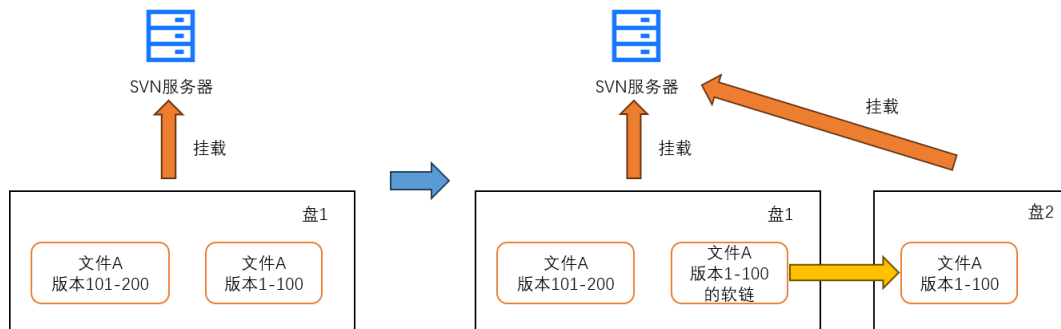 SVN服务器
挂载
盘1
文件A
版本101-200
文件A
版本1-100
SVN服务器
挂载
挂载
盘1
文件A
版本101-200
文件A
版本1-100
的软链
盘2
文件A
版本1-100